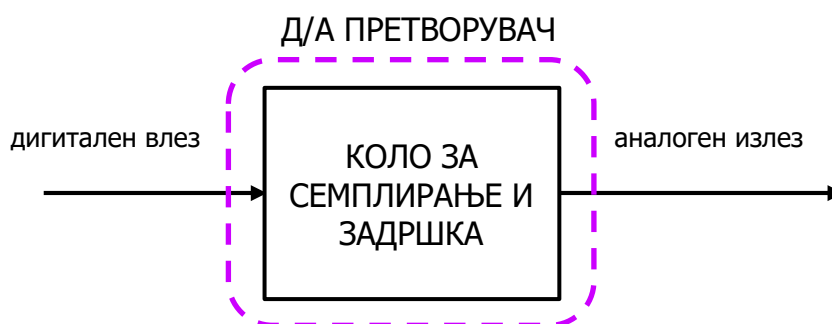 Д/А ПРЕТВОРУВАЧ
дигитален влез
КОЛО ЗА
СЕМПЛИРАЊЕ И
ЗАДРШКА
аналоген излез